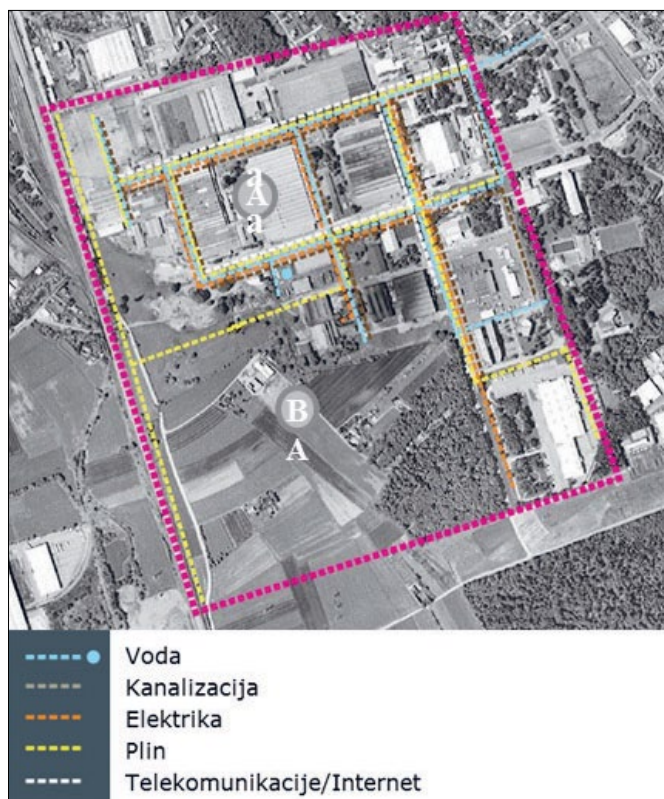 a
A
a
B
A
Voda
Kanalizacija
Elektrika
Plin
Telekomunikacije/Internet